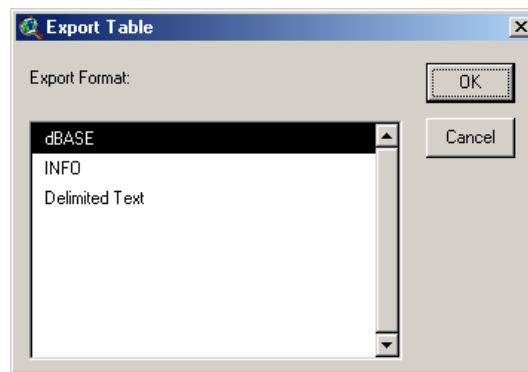 Export Table
Export Format:
OK
dBASE
Cancel
INFO
Delimited Text